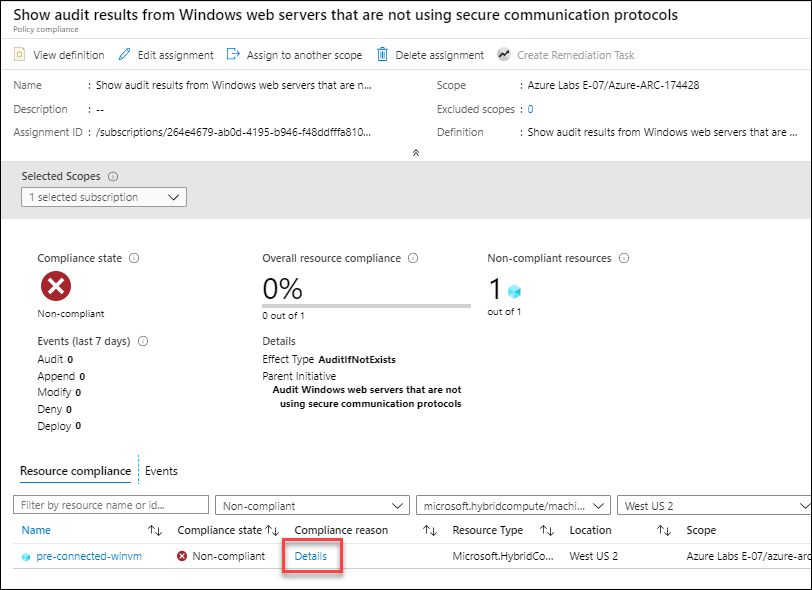 Show audit results from Windows web servers that are not using secure communication protocols
Policy compliance
View definition Edit assignment Assign to another scope Delete assignment Create Remediation Task
Name : Show audit results from Windows web servers that are n... Scope : Azure Labs E-07/Azure-ARC-174428
Description : -- Excluded scopes : 0
Assignment ID : /subscriptions/264e4679-ab0d-4195-b946-f48ddfffa810... Definition : Show audit results from Windows web servers that are ...
Selected Scopes
1 selected subscription
Compliance state Overall resource compliance Non-compliant resources
0% 1
Non-compliant 0 out of 1 out of 1
Events (last 7 days) Details
Audit 0 Effect Type AuditIfNotExists
Append 0 Parent Initiative
Modify 0 Audit Windows web servers that are not
Deny 0 using secure communication protocols
Deploy 0
Resource compliance Events
Filter by resource name or id... Non-compliant microsoft.hybridcompute/machi... West US 2
Name Compliance state Compliance reason Resource Type Location Scope
pre-connected-winvm Non-compliant Details Microsoft.HybridCo... West US 2 Azure Labs E-07/azure-arc